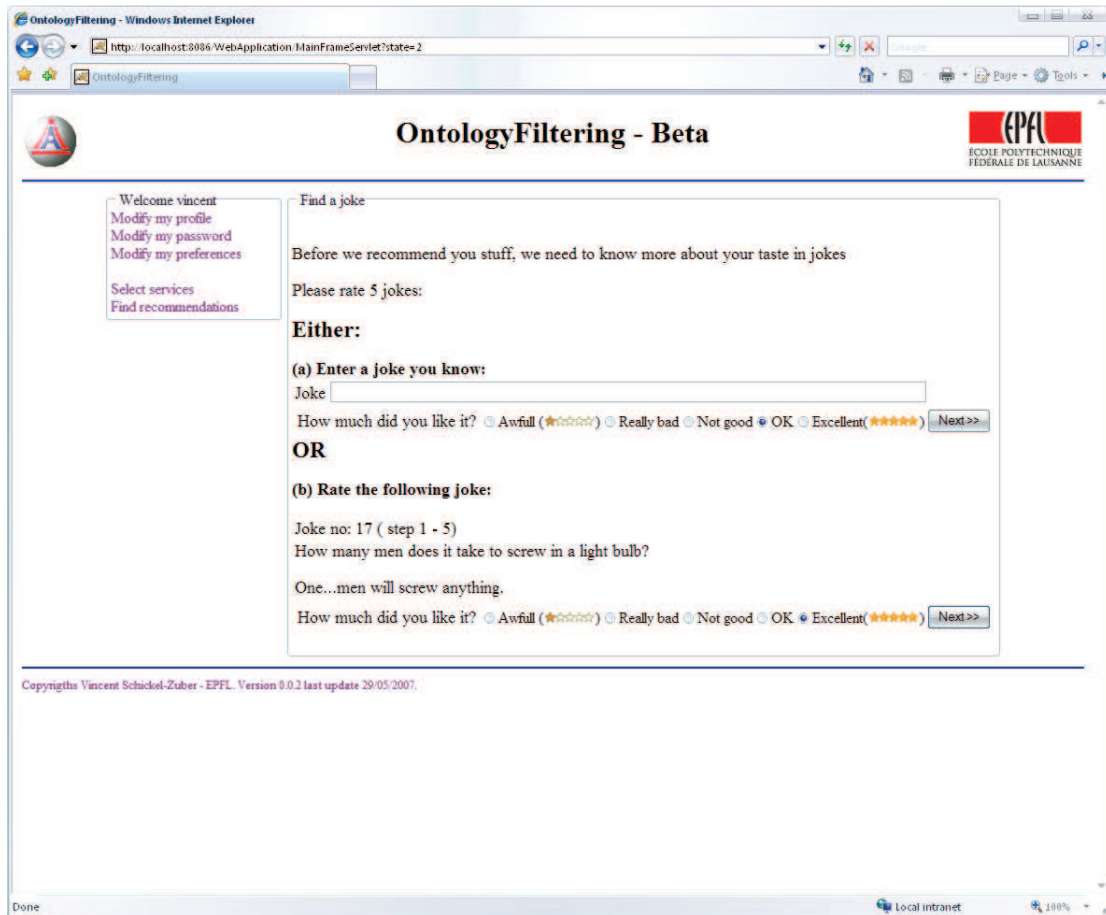 OntologyFiltering - Windows Internet Explorer
http://localhost:8086/WebApplication/MainFrameServlet?state=2
Google
OntologyFiltering
Page
Tools
OntologyFiltering - Beta
EPFL
ÉCOLE POLYTECHNIQUE
FÉDÉRALE DE LAUSANNE
Welcome vincent
Modify my profile
Modify my password
Modify my preferences
Select services
Find recommendations
Find a joke
Before we recommend you stuff, we need to know more about your taste in jokes
Please rate 5 jokes:
Either:
(a) Enter a joke you know:
Joke
How much did you like it? Awfull ( ) Really bad Not good OK Excellent( ) Next>>
OR
(b) Rate the following joke:
Joke no: 17 ( step 1 - 5)
How many men does it take to screw in a light bulb?
One...men will screw anything.
How much did you like it? Awfull ( ) Really bad Not good OK Excellent( ) Next>>
Copyrigths Vincent Schickel-Zuber - EPFL. Version 0.0.2 last update 29/05/2007.
Done
Local intranet
100%